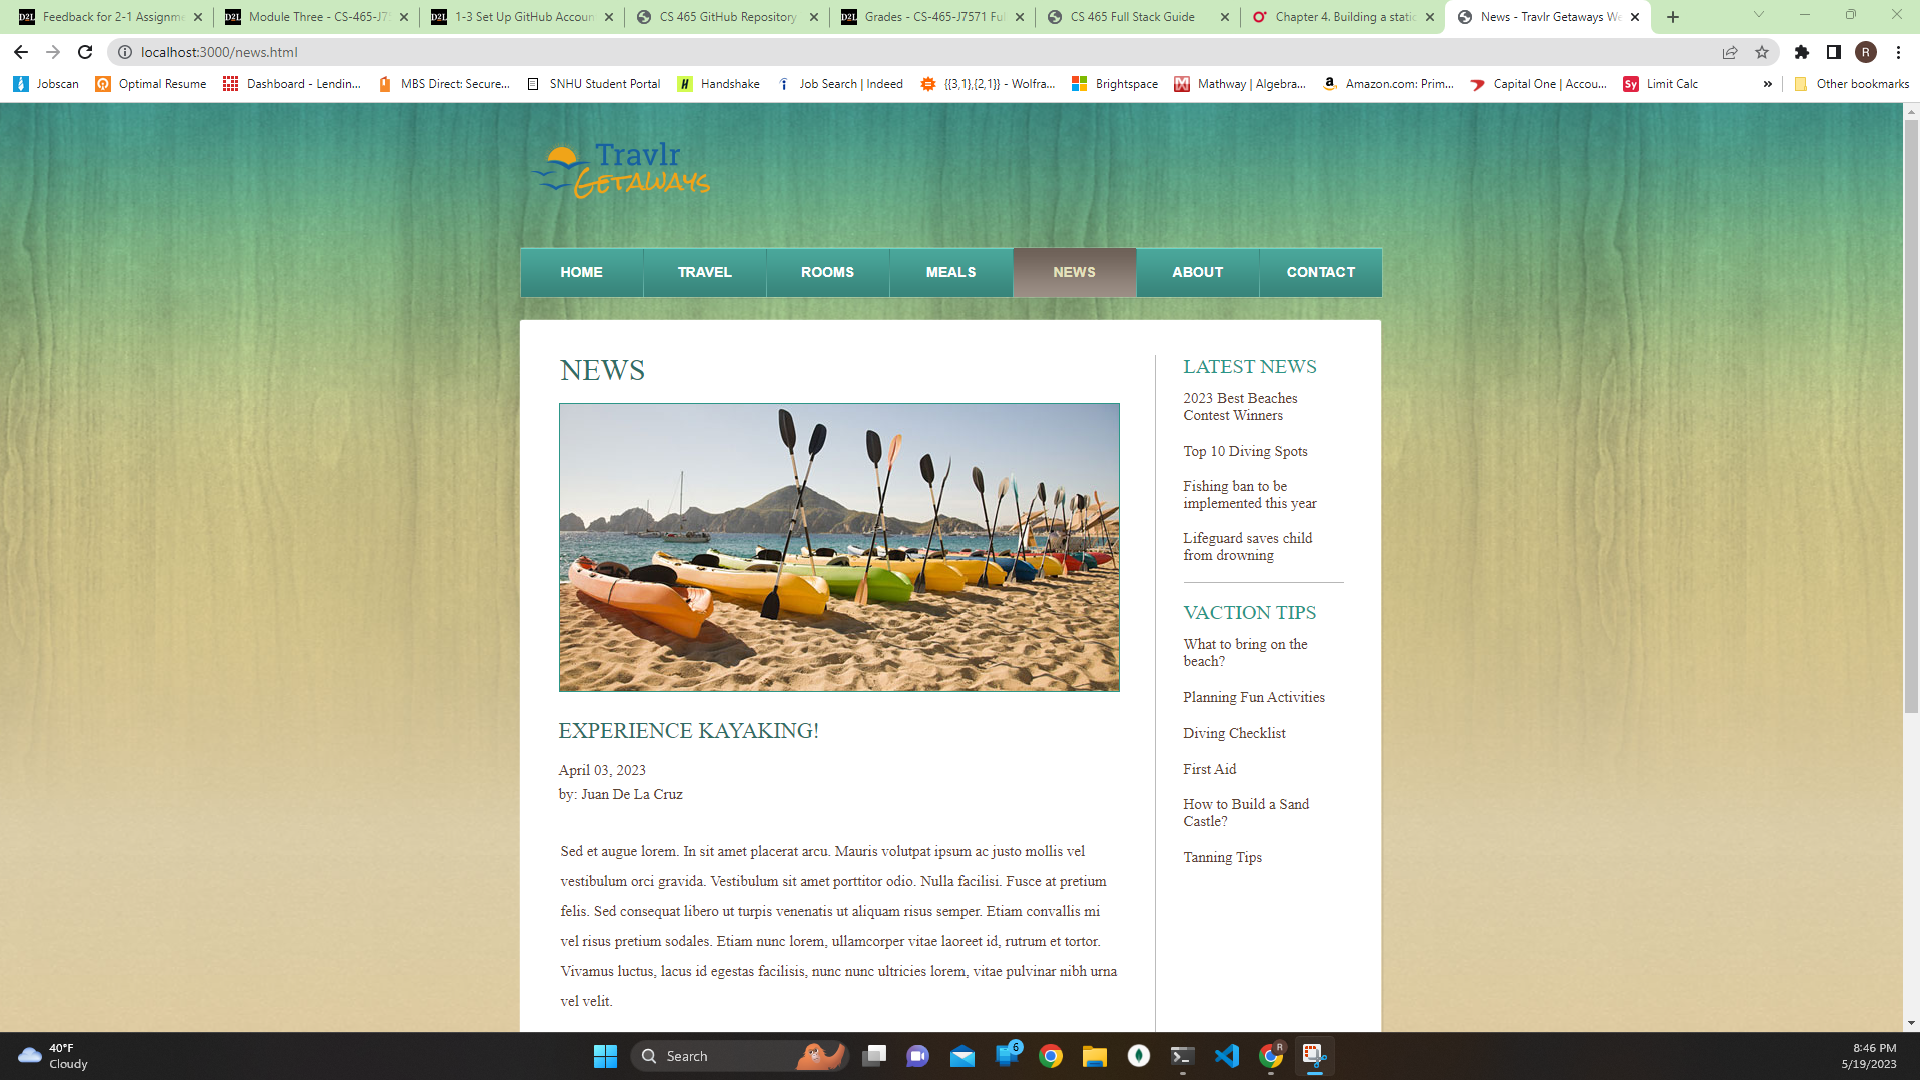 Feedback for 2-1 Assignme
Module Three - CS-465-J75
1-3 Set Up GitHub Accoun
CS 465 GitHub Repository
Grades - CS-465-J7571 Ful
CS 465 Full Stack Guide
Chapter 4. Building a static
News - Travlr Getaways We
localhost:3000/news.html
R
Jobscan
Optimal Resume
Dashboard - Lendin...
MBS Direct: Secure...
SNHU Student Portal
Handshake
Job Search | Indeed
{{3,1},{2,1}} - Wolfra...
Brightspace
Mathway | Algebra...
Amazon.com: Prim...
Capital One | Accou...
Limit Calc
»
Other bookmarks
Travlr
Getaways
HOME
TRAVEL
ROOMS
MEALS
NEWS
ABOUT
CONTACT
NEWS
EXPERIENCE KAYAKING!
April 03, 2023
by: Juan De La Cruz
Sed et augue lorem. In sit amet placerat arcu. Mauris volutpat ipsum ac justo mollis vel
vestibulum orci gravida. Vestibulum sit amet porttitor odio. Nulla facilisi. Fusce at pretium
felis. Sed consequat libero ut turpis venenatis ut aliquam risus semper. Etiam convallis mi
vel risus pretium sodales. Etiam nunc lorem, ullamcorper vitae laoreet id, rutrum et tortor.
Vivamus luctus, lacus id egestas facilisis, nunc nunc ultricies lorem, vitae pulvinar nibh urna
vel velit.
LATEST NEWS
2023 Best Beaches
Contest Winners
Top 10 Diving Spots
Fishing ban to be
implemented this year
Lifeguard saves child
from drowning
VACTION TIPS
What to bring on the
beach?
Planning Fun Activities
Diving Checklist
First Aid
How to Build a Sand
Castle?
Tanning Tips
40°F
Cloudy
Search
6
R
8:46 PM
5/19/2023